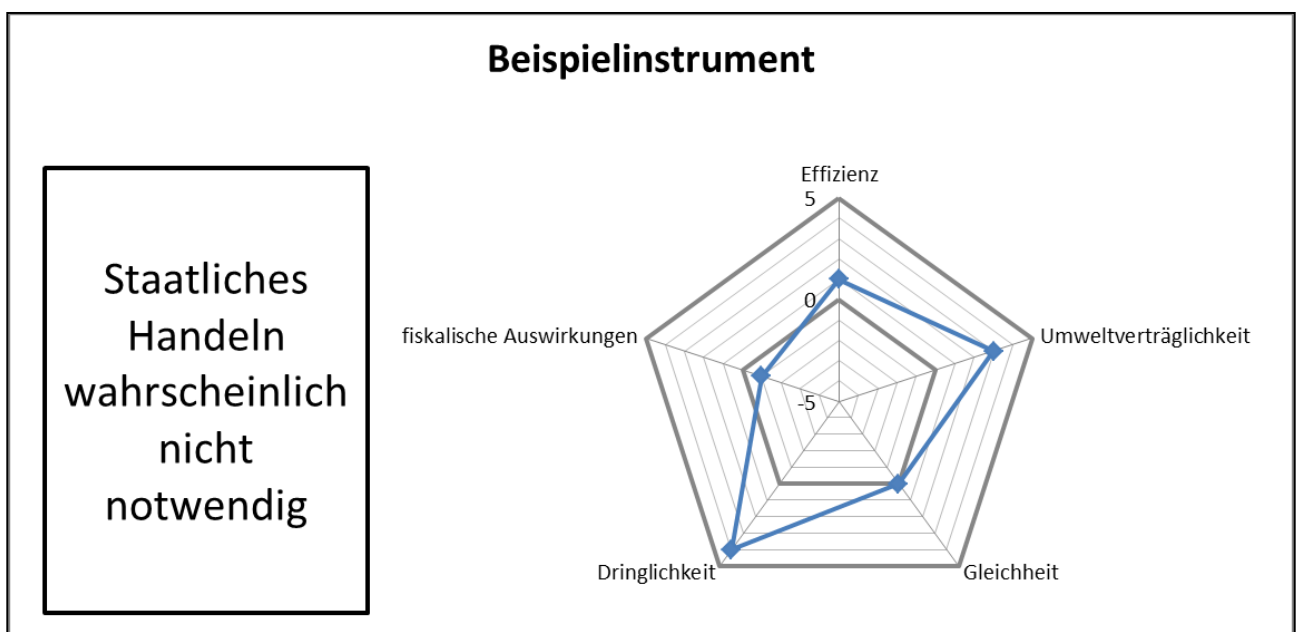 Beispielinstrument
Staatliches
Handeln
wahrscheinlich
nicht
notwendig
Effizienz
5
0
-5
fiskalische Auswirkungen
Umweltverträglichkeit
Dringlichkeit
Gleichheit